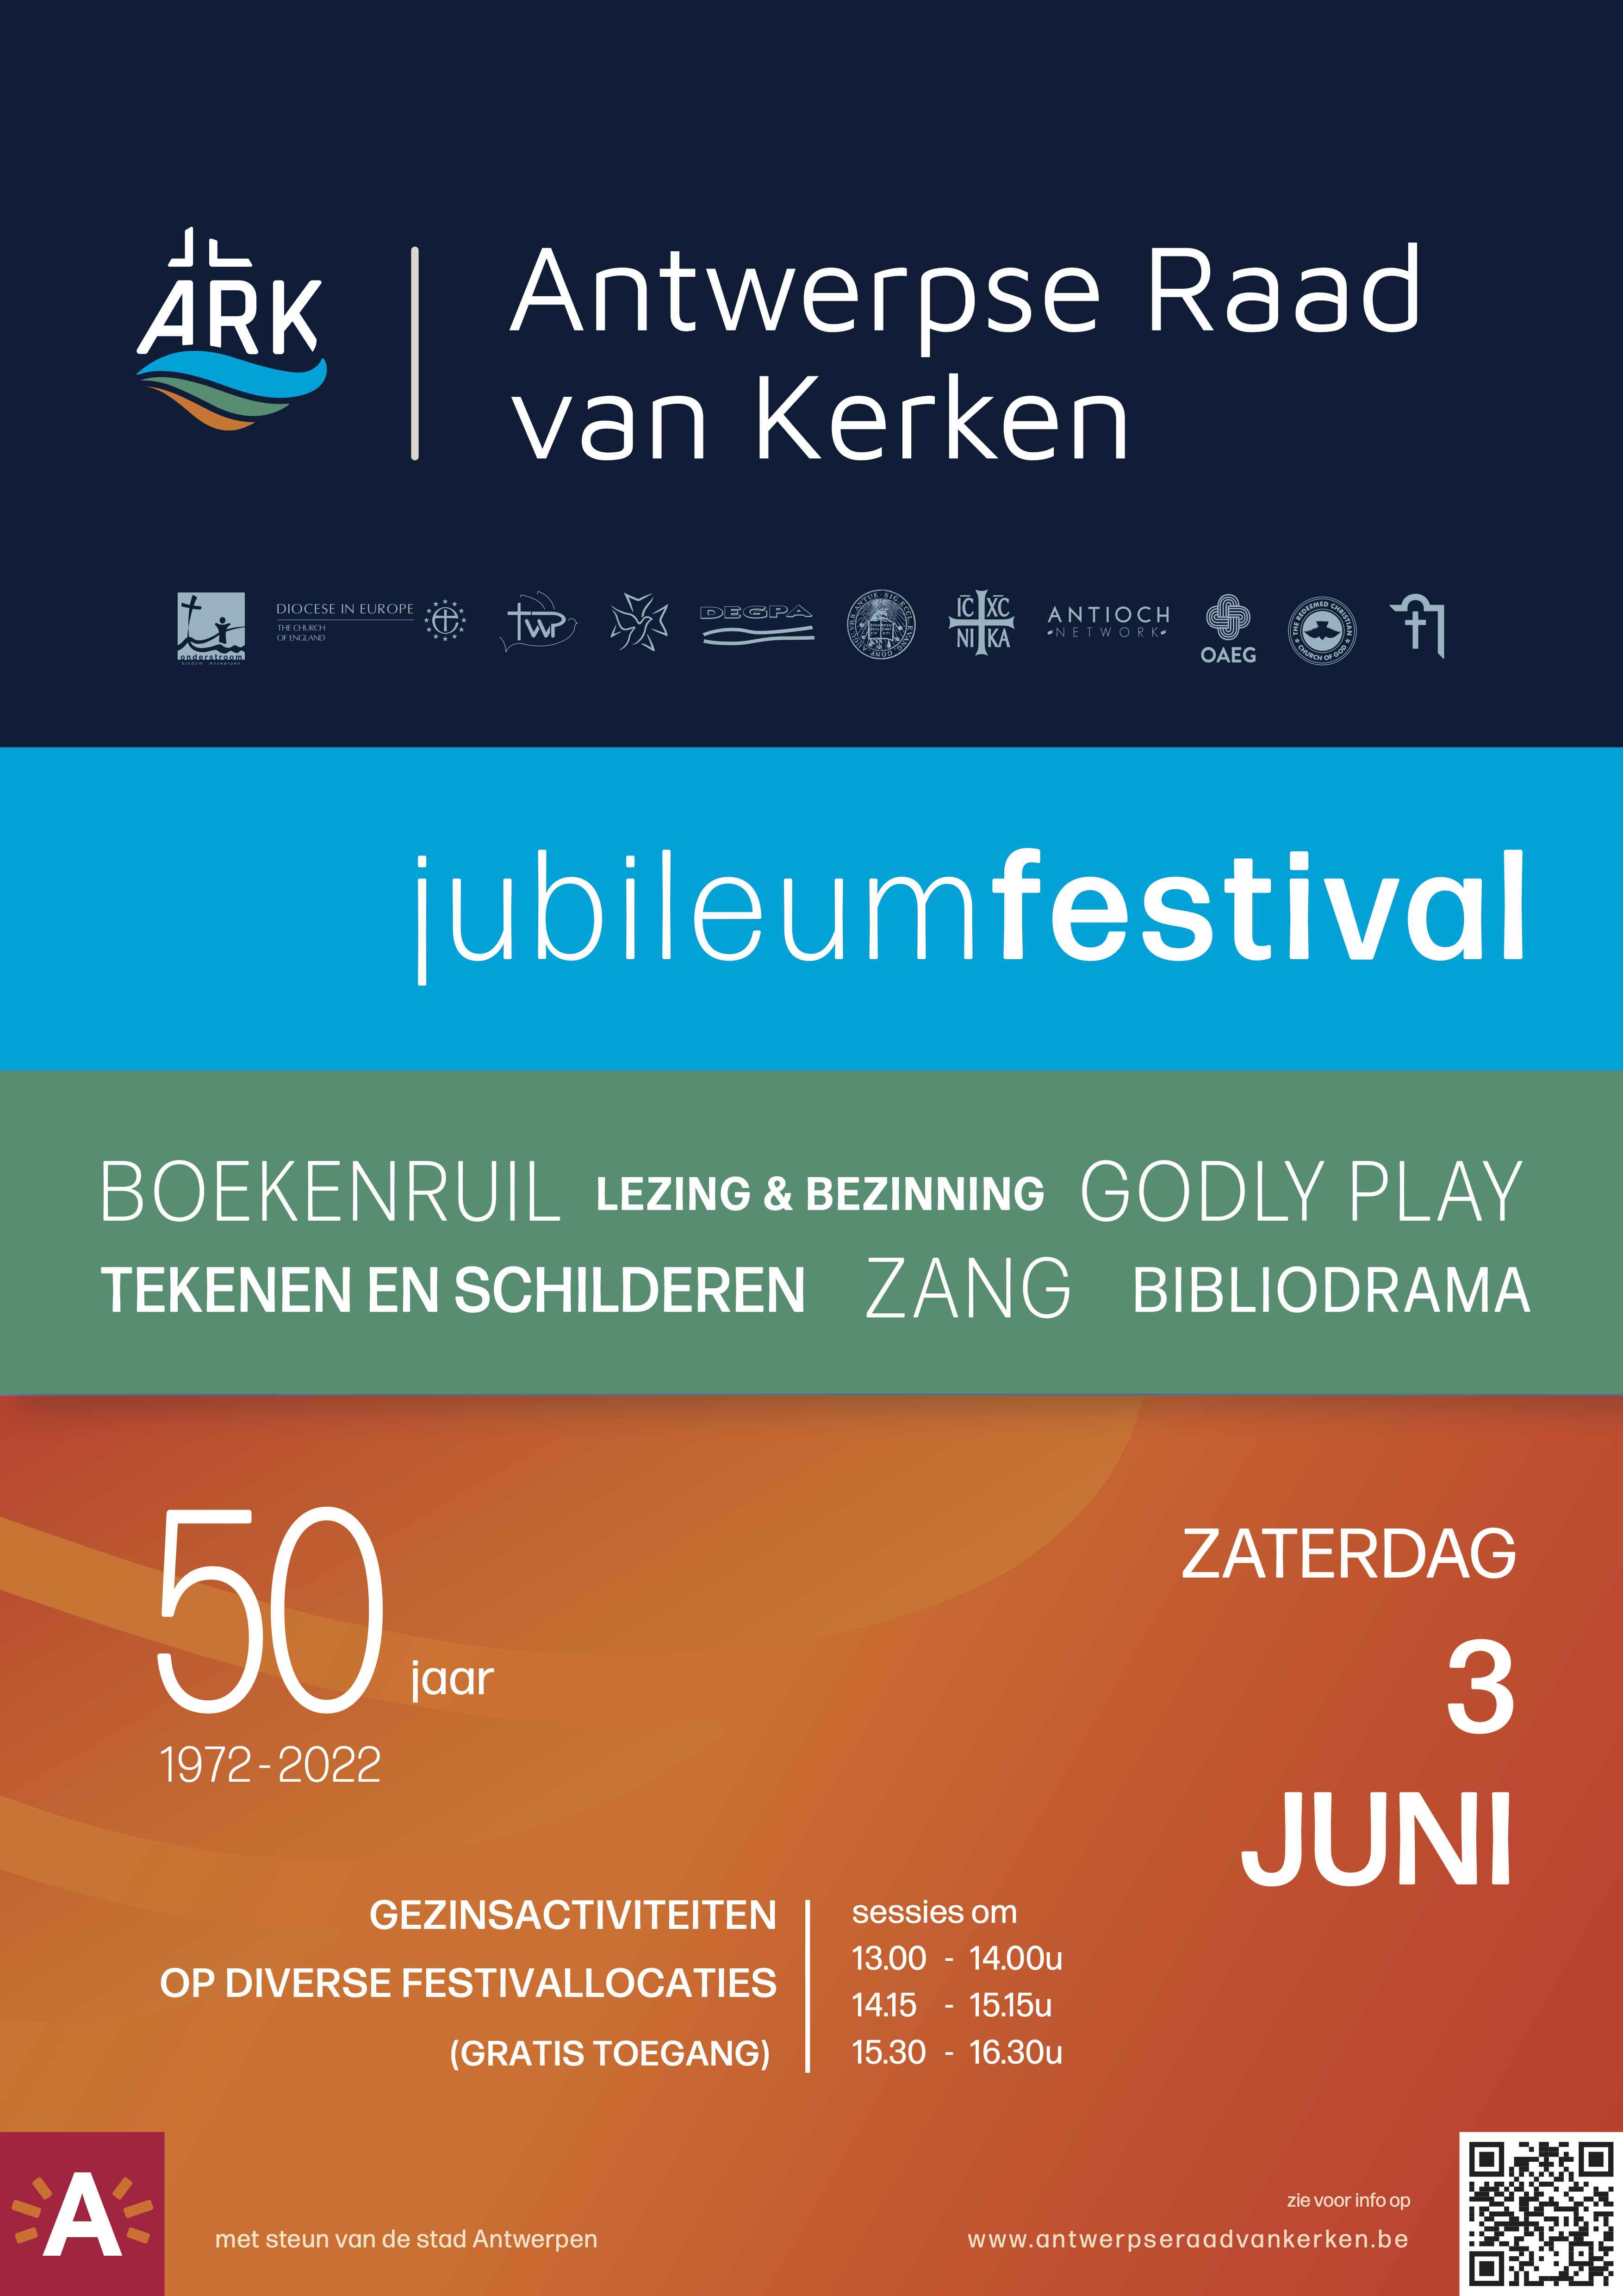 ARK
Antwerpse Raad
van Kerken
onderstroom
bisdom Antwerpen
DIOCESE IN EUROPE
THE CHURCH
OF ENGLAND
twp
DEGPA
IC XC
NI KA
ANTIOCH
NETWORK
OAEG
THE REDEEMED CHRISTIAN
CHURCH OF GOD
jubileumfestival
BOEKENRUIL LEZING & BEZINNING GODLY PLAY
TEKENEN EN SCHILDEREN ZANG BIBLIODRAMA
50 jaar
1972-2022
ZATERDAG
3
JUNI
GEZINSACTIVITEITEN
OP DIVERSE FESTIVALLOCATIES
(GRATIS TOEGANG)
sessies om
13.00 - 14.00u
14.15 - 15.15u
15.30 - 16.30u
A
met steun van de stad Antwerpen
zie voor info op
www.antwerpseraadvankerken.be